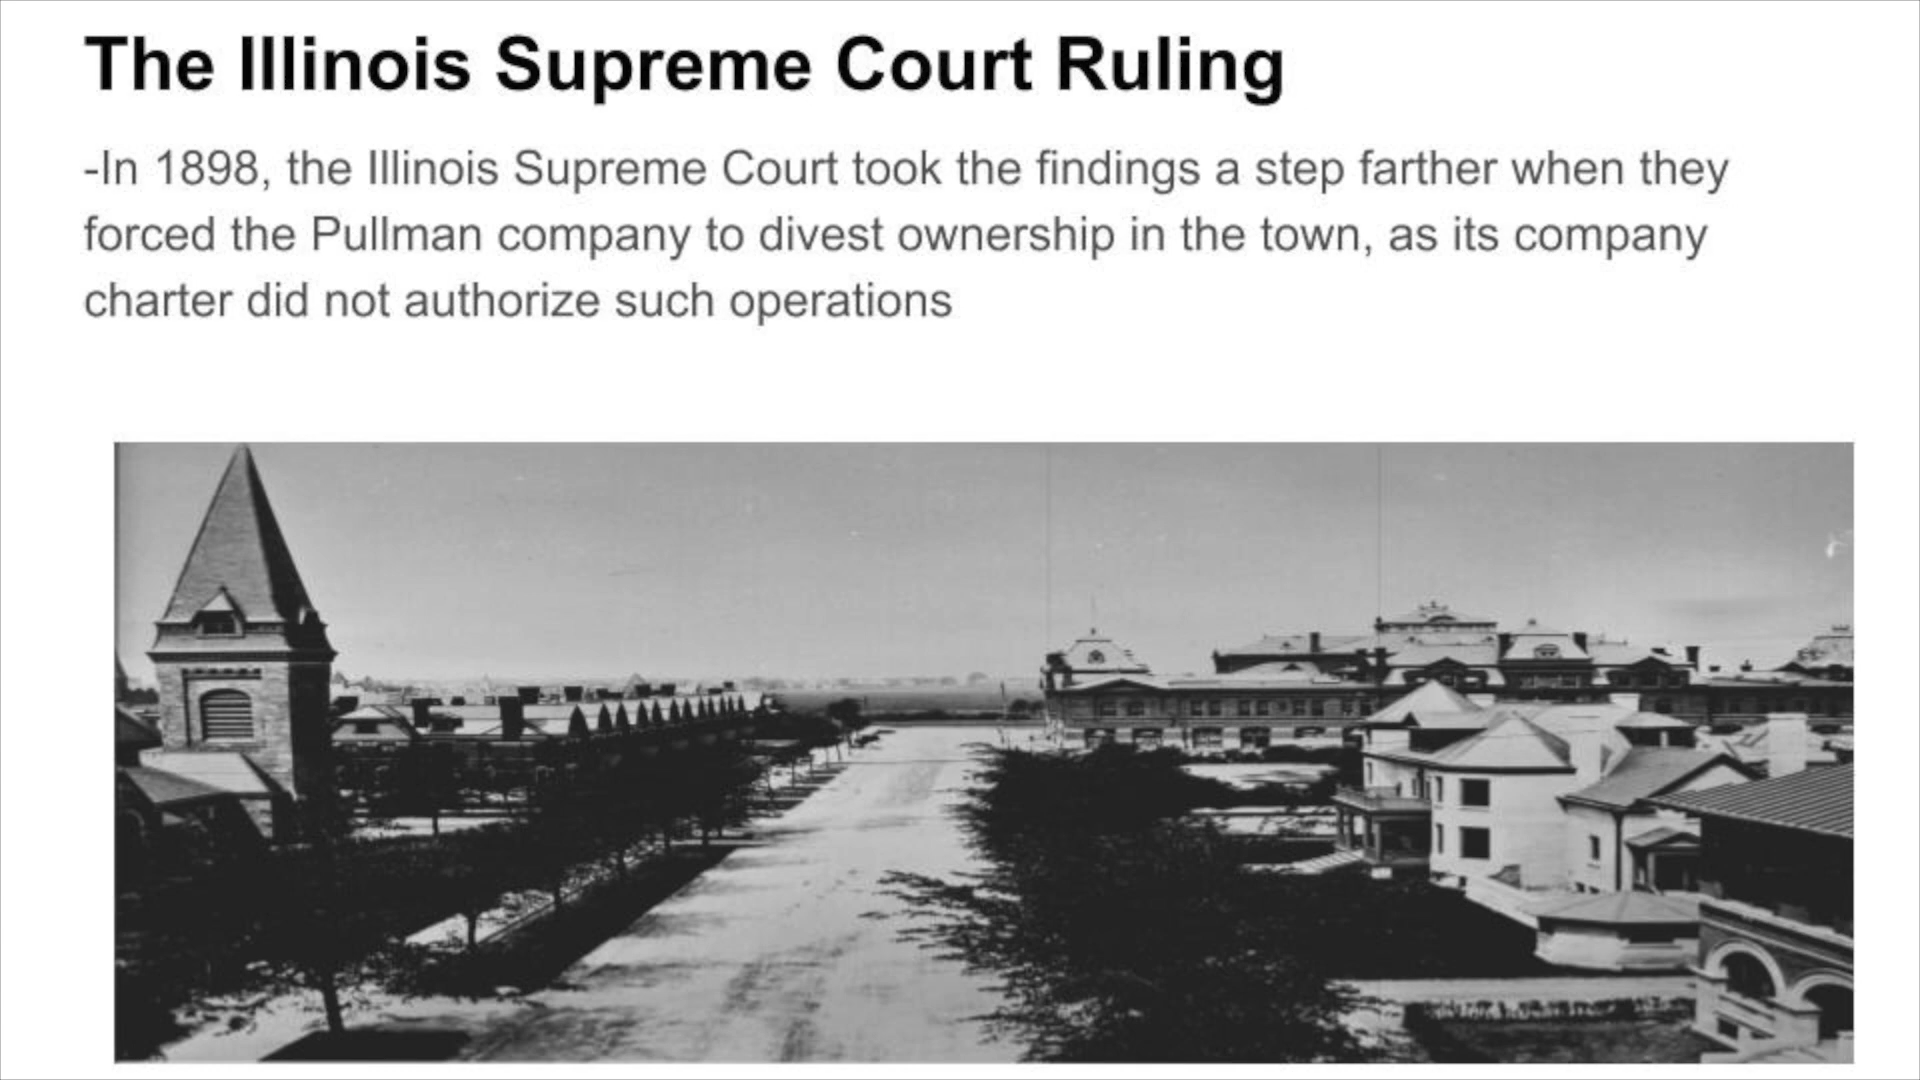 The Illinois Supreme Court Ruling
-In 1898, the Illinois Supreme Court took the findings a step farther when they
forced the Pullman company to divest ownership in the town, as its company
charter did not authorize such operations